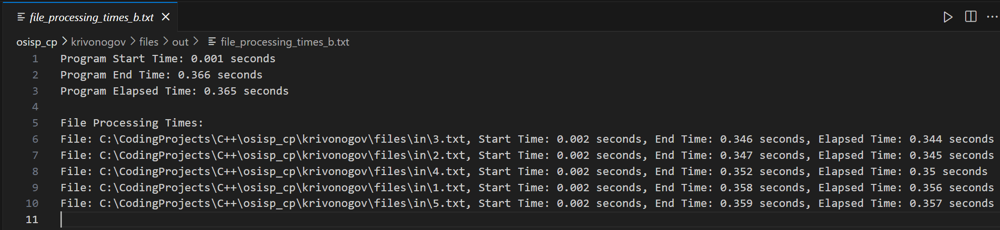 file_processing_times_b.txt
osisp_cp > krivonogov > files > out > file_processing_times_b.txt
1 Program Start Time: 0.001 seconds
2 Program End Time: 0.366 seconds
3 Program Elapsed Time: 0.365 seconds
4
5 File Processing Times:
6 File: C:\CodingProjects\C++\osisp_cp\krivonogov\files\in\3.txt, Start Time: 0.002 seconds, End Time: 0.346 seconds, Elapsed Time: 0.344 seconds
7 File: C:\CodingProjects\C++\osisp_cp\krivonogov\files\in\2.txt, Start Time: 0.002 seconds, End Time: 0.347 seconds, Elapsed Time: 0.345 seconds
8 File: C:\CodingProjects\C++\osisp_cp\krivonogov\files\in\4.txt, Start Time: 0.002 seconds, End Time: 0.352 seconds, Elapsed Time: 0.35 seconds
9 File: C:\CodingProjects\C++\osisp_cp\krivonogov\files\in\1.txt, Start Time: 0.002 seconds, End Time: 0.358 seconds, Elapsed Time: 0.356 seconds
10 File: C:\CodingProjects\C++\osisp_cp\krivonogov\files\in\5.txt, Start Time: 0.002 seconds, End Time: 0.359 seconds, Elapsed Time: 0.357 seconds
11